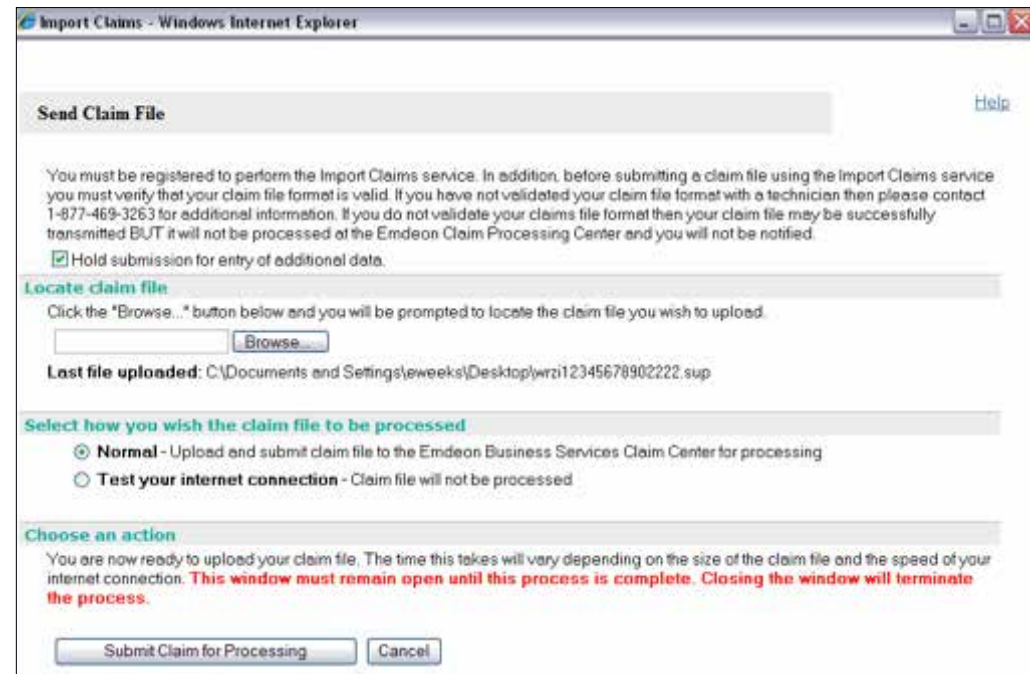 Import Claims - Windows Internet Explorer
Help
Send Claim File
You must be registered to perform the Import Claims service. In addition, before submitting a claim file using the Import Claims service
you must verify that your claim file format is valid. If you have not validated your claim file format with a technician then please contact
1-877-469-3263 for additional information. If you do not validate your claims file format then your claim file may be successfully
transmitted BUT it will not be processed at the Emdeon Claim Processing Center and you will not be notified.
Hold submission for entry of additional data.
Locate claim file
Click the "Browse..." button below and you will be prompted to locate the claim file you wish to upload.
Browse...
Last file uploaded: C:\Documents and Settings\eweeks\Desktop\wrzi12345678902222.sup
Select how you wish the claim file to be processed
Normal - Upload and submit claim file to the Emdeon Business Services Claim Center for processing
Test your internet connection - Claim file will not be processed
Choose an action
You are now ready to upload your claim file. The time this takes will vary depending on the size of the claim file and the speed of your
internet connection. This window must remain open until this process is complete. Closing the window will terminate
the process.
Submit Claim for Processing
Cancel